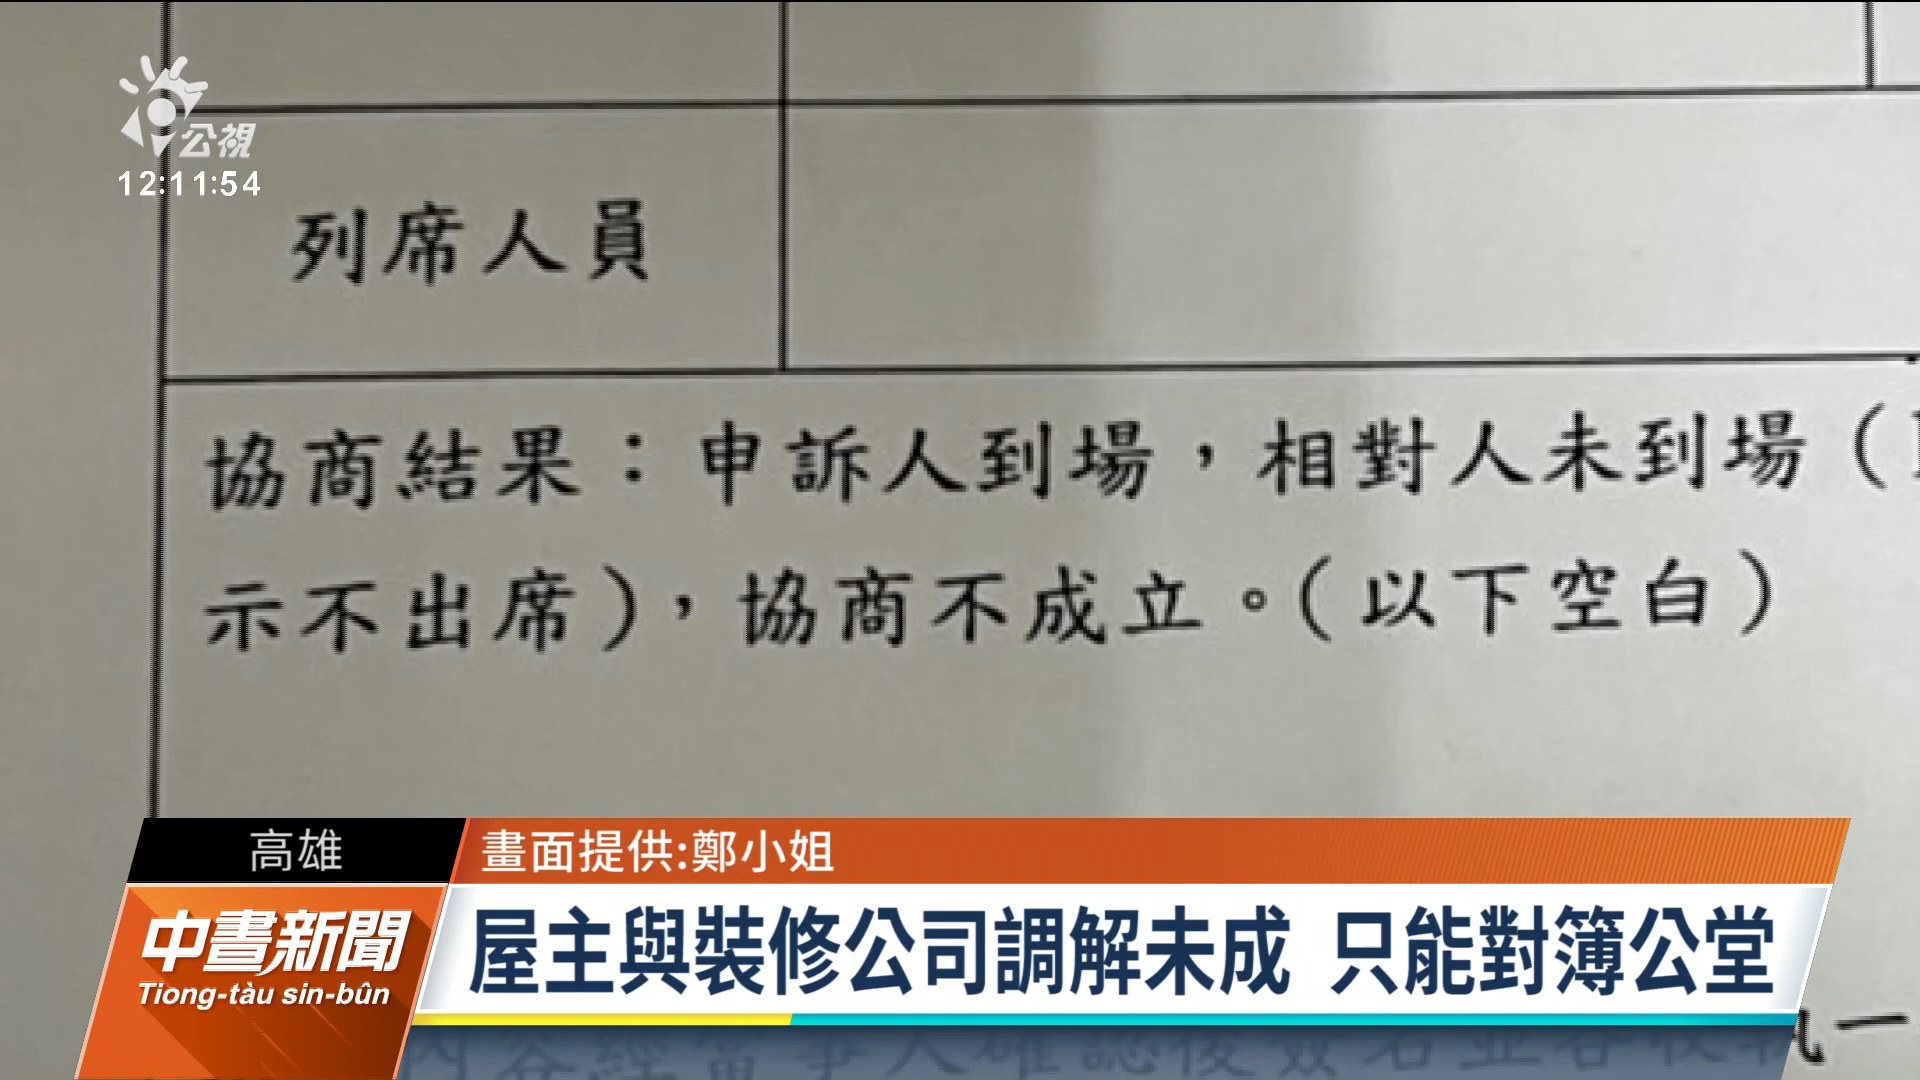 公視
12:11:54
列席人員
協商結果：申訴人到場，相對人未到場（
示不出席），協商不成立。（以下空白）
高雄
畫面提供:鄭小姐
中晝新聞
Tiong-tàu sin-bûn
屋主與裝修公司調解未成 只能對簿公堂